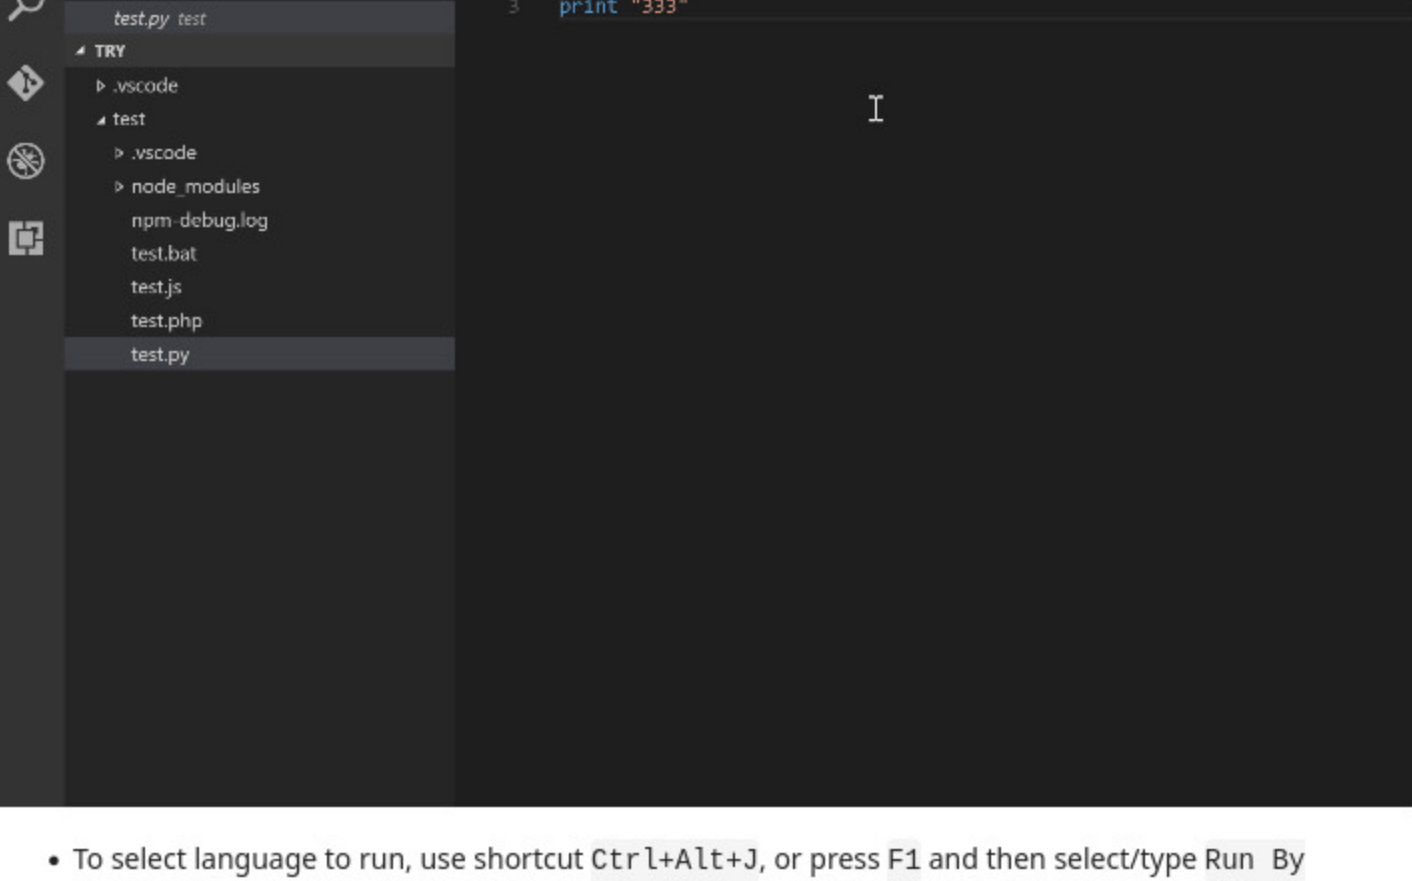 3 print "333"
test.py test
TRY
.vscode
test
.vscode
node_modules
npm-debug.log
test.bat
test.js
test.php
test.py
• To select language to run, use shortcut Ctrl+Alt+J, or press F1 and then select/type Run By